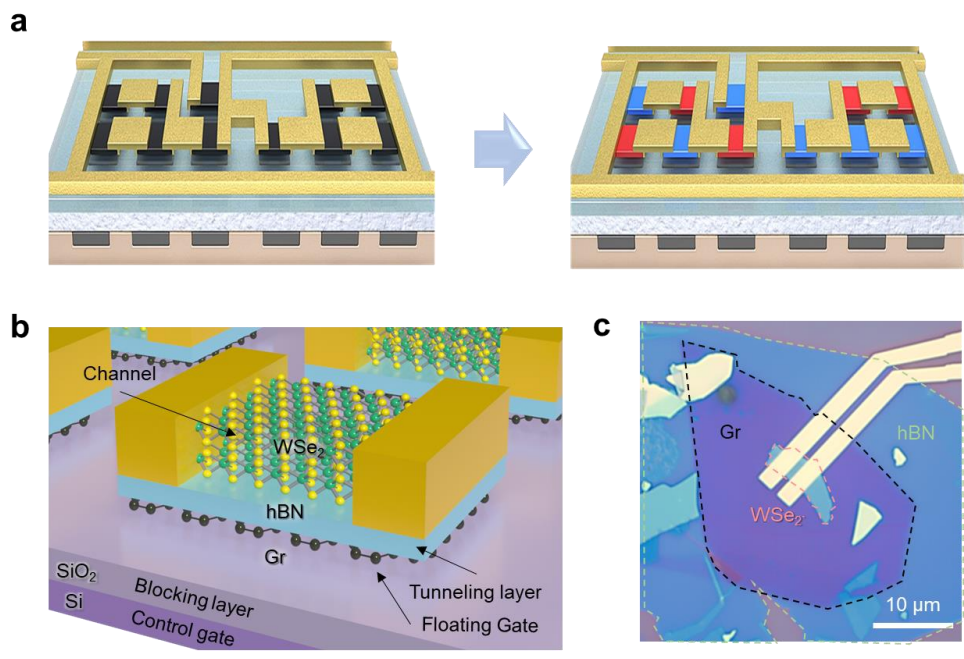 a
b
Channel
WSe2
hBN
Gr
SiO2
Blocking layer
Si
Control gate
Tunneling layer
Floating Gate
c
Gr
hBN
WSe2
10 μm